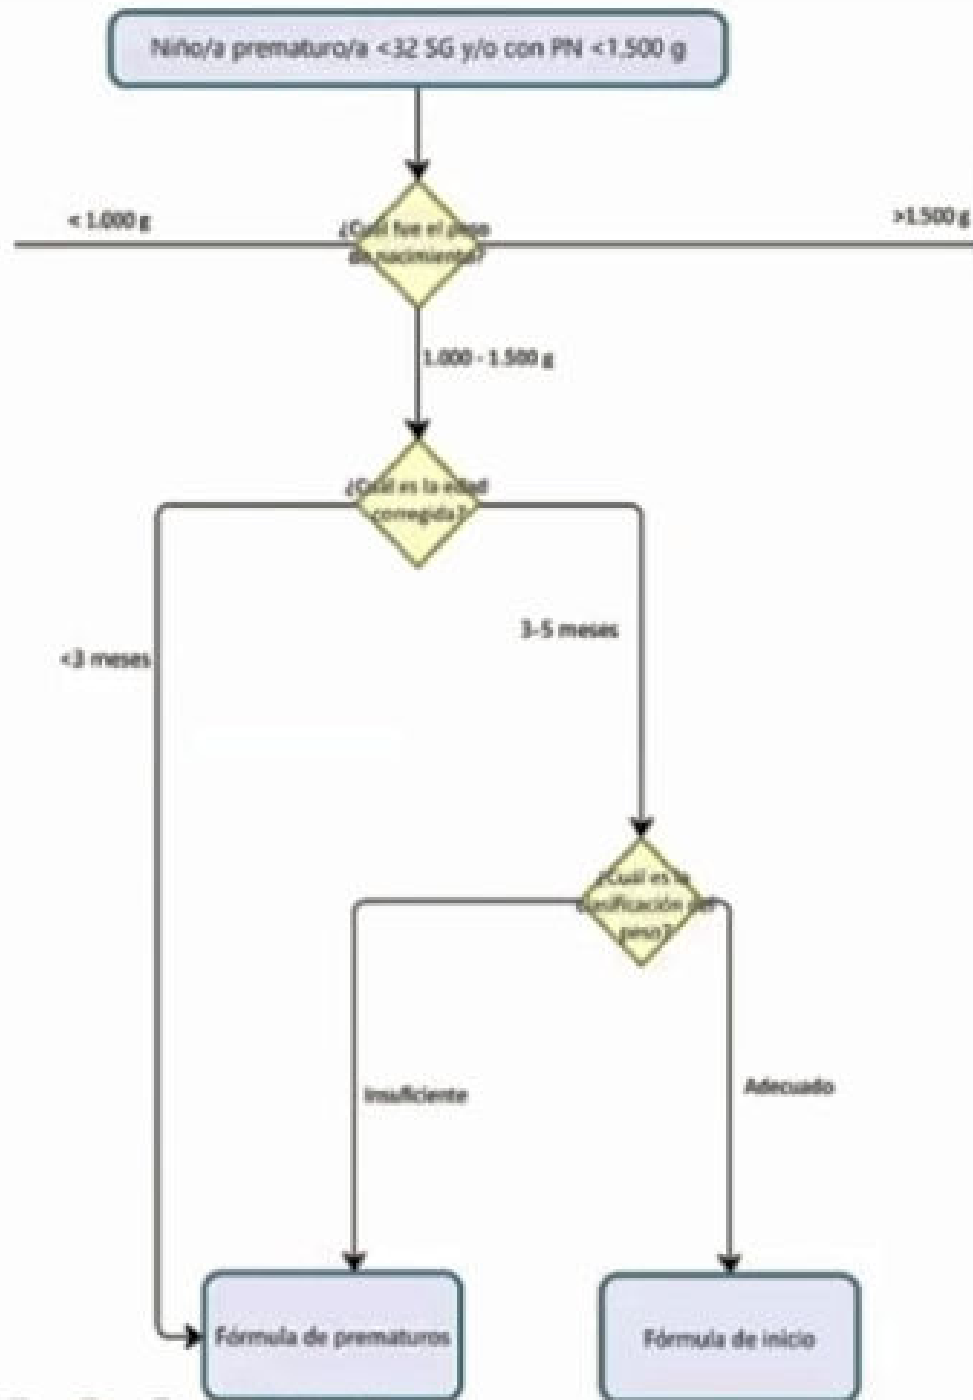 Niño/a prematuro/a <32 SG y/o con PN <1.500 g
< 1.000 g
>1.500 g
¿Cuál fue el peso
de nacimiento?
1.000 - 1.500 g
¿Cuál es la edad
corregida?
3-5 meses
<3 meses
¿Cuál es la
clasificación del
peso?
Insuficiente
Adecuado
Fórmula de prematuros
Fórmula de inicio